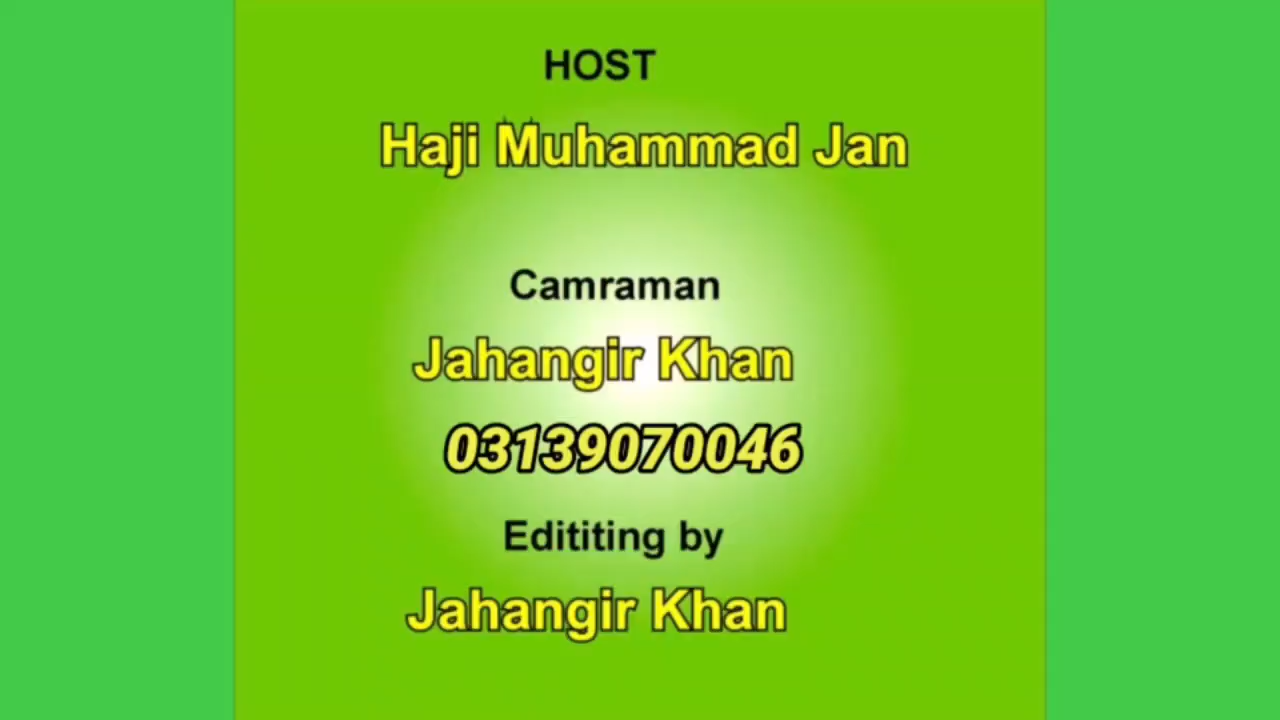 HOST
Haji Muhammad Jan
Camraman
Jahangir Khan
03139070046
Edititing by
Jahangir Khan